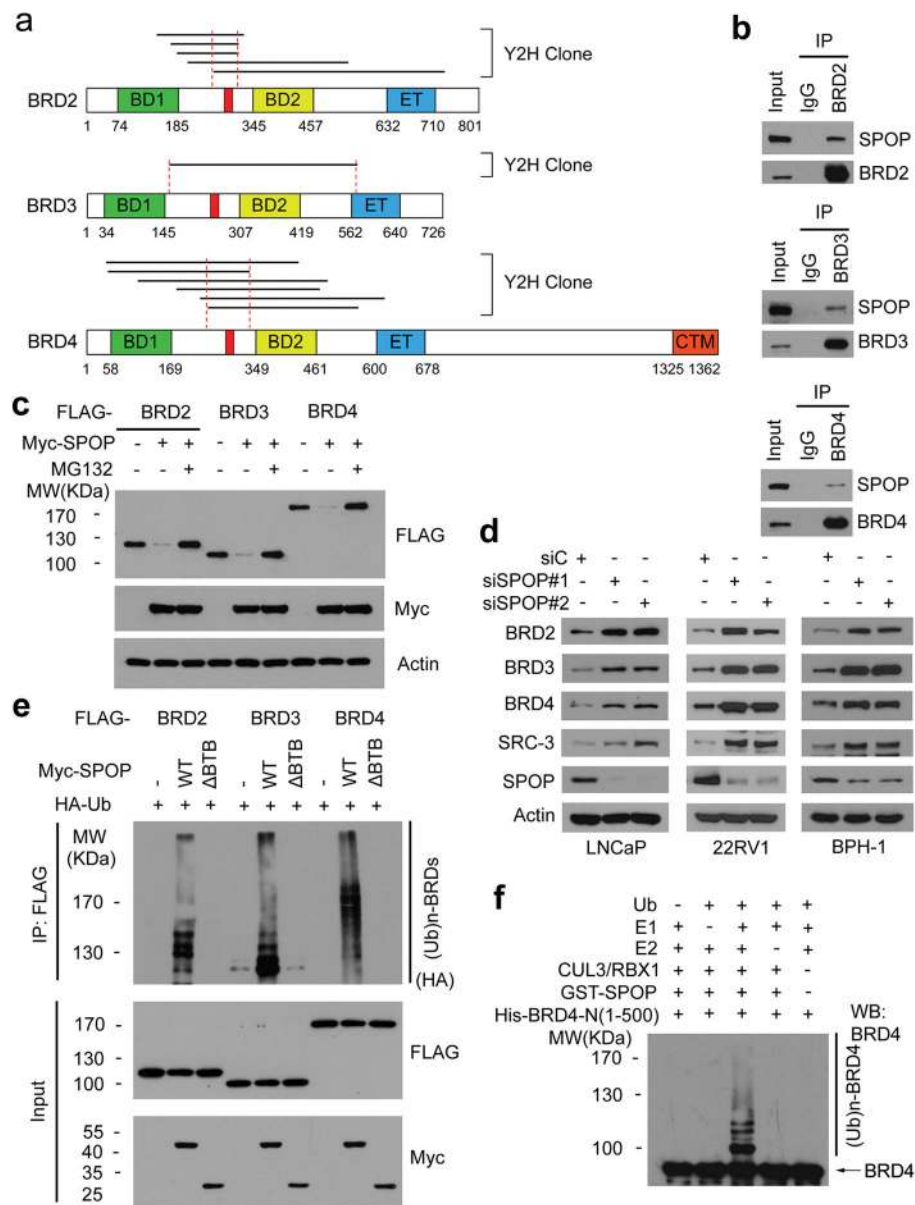 a
Y2H Clone
BRD2 BD1 BD2 ET
1 74 185 345 457 632 710 801
Y2H Clone
BRD3 BD1 BD2 ET
1 34 145 307 419 562 640 726
Y2H Clone
BRD4 BD1 BD2 ET CTM
1 58 169 349 461 600 678 1325 1362
b
IP
Input IgG BRD2
SPOP
BRD2
IP
Input IgG BRD3
SPOP
BRD3
IP
Input IgG BRD4
SPOP
BRD4
c
FLAG- BRD2 BRD3 BRD4
Myc-SPOP - + + - + + - + +
MG132 - - + - - + - - +
MW(KDa)
170 -
130 -
100 -
FLAG
Myc
Actin
d
siC + - - + - - + - -
siSPOP#1 - + - - + - - + -
siSPOP#2 - - + - - + - - +
BRD2
BRD3
BRD4
SRC-3
SPOP
Actin
LNCaP 22RV1 BPH-1
e
FLAG- BRD2 BRD3 BRD4
Myc-SPOP - WT ΔBTB - WT ΔBTB - WT ΔBTB
HA-Ub + + + + + + + + +
IP: FLAG
MW
(KDa)
170 -
130 -
(Ub)n-BRDs
(HA)
Input
170 -
130 -
100 -
FLAG
55 -
40 -
35 -
25 -
Myc
f
Ub - + + + +
E1 + - + + +
E2 + + + - +
CUL3/RBX1 + + + + -
GST-SPOP + + + + -
His-BRD4-N(1-500) + + + + +
WB:
BRD4
MW(KDa)
170 -
130 -
100 -
(Ub)n-BRD4
←BRD4